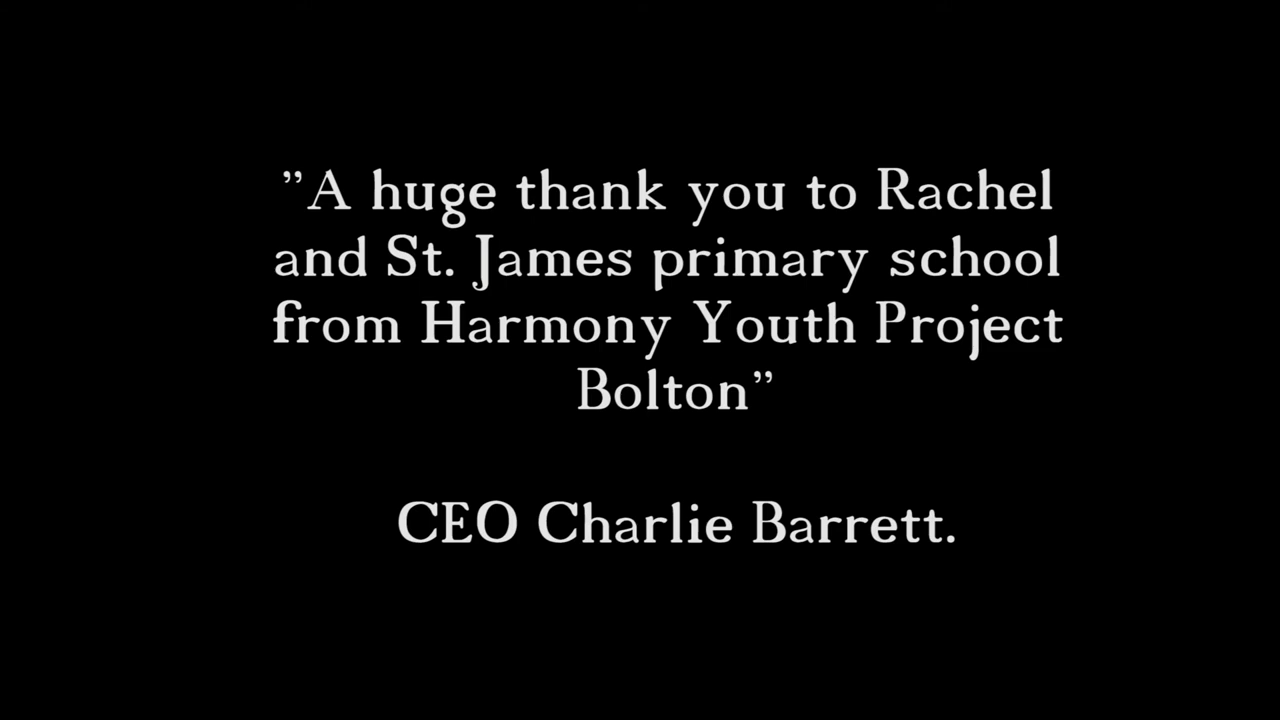 ”A huge thank you to Rachel
and St. James primary school
from Harmony Youth Project
Bolton”
CEO Charlie Barrett.